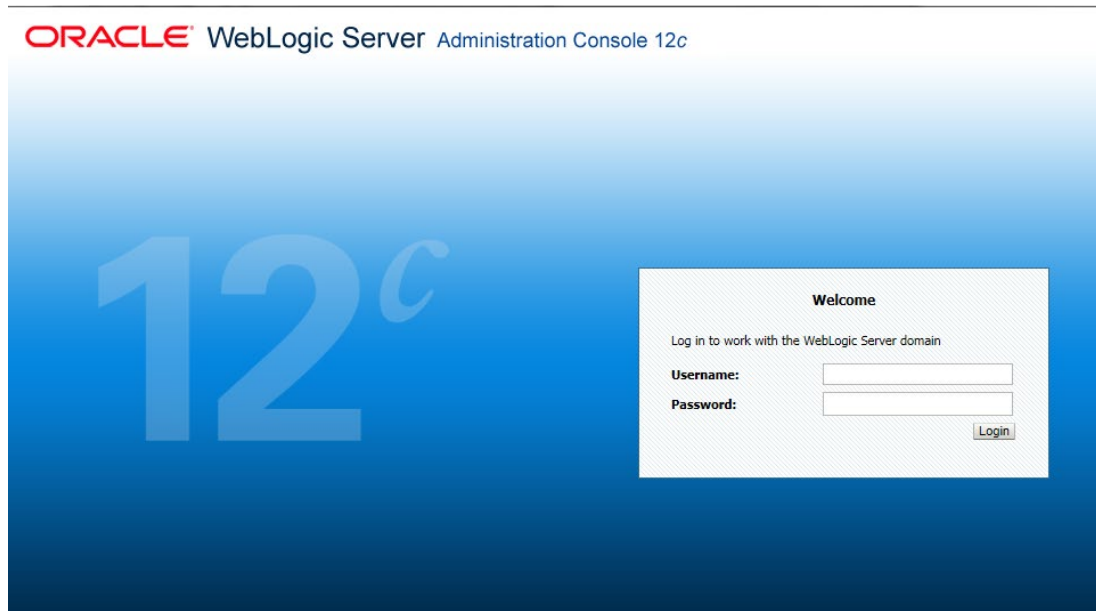 ORACLE WebLogic Server Administration Console 12c
12c
Welcome
Log in to work with the WebLogic Server domain
Username:
Password:
Login